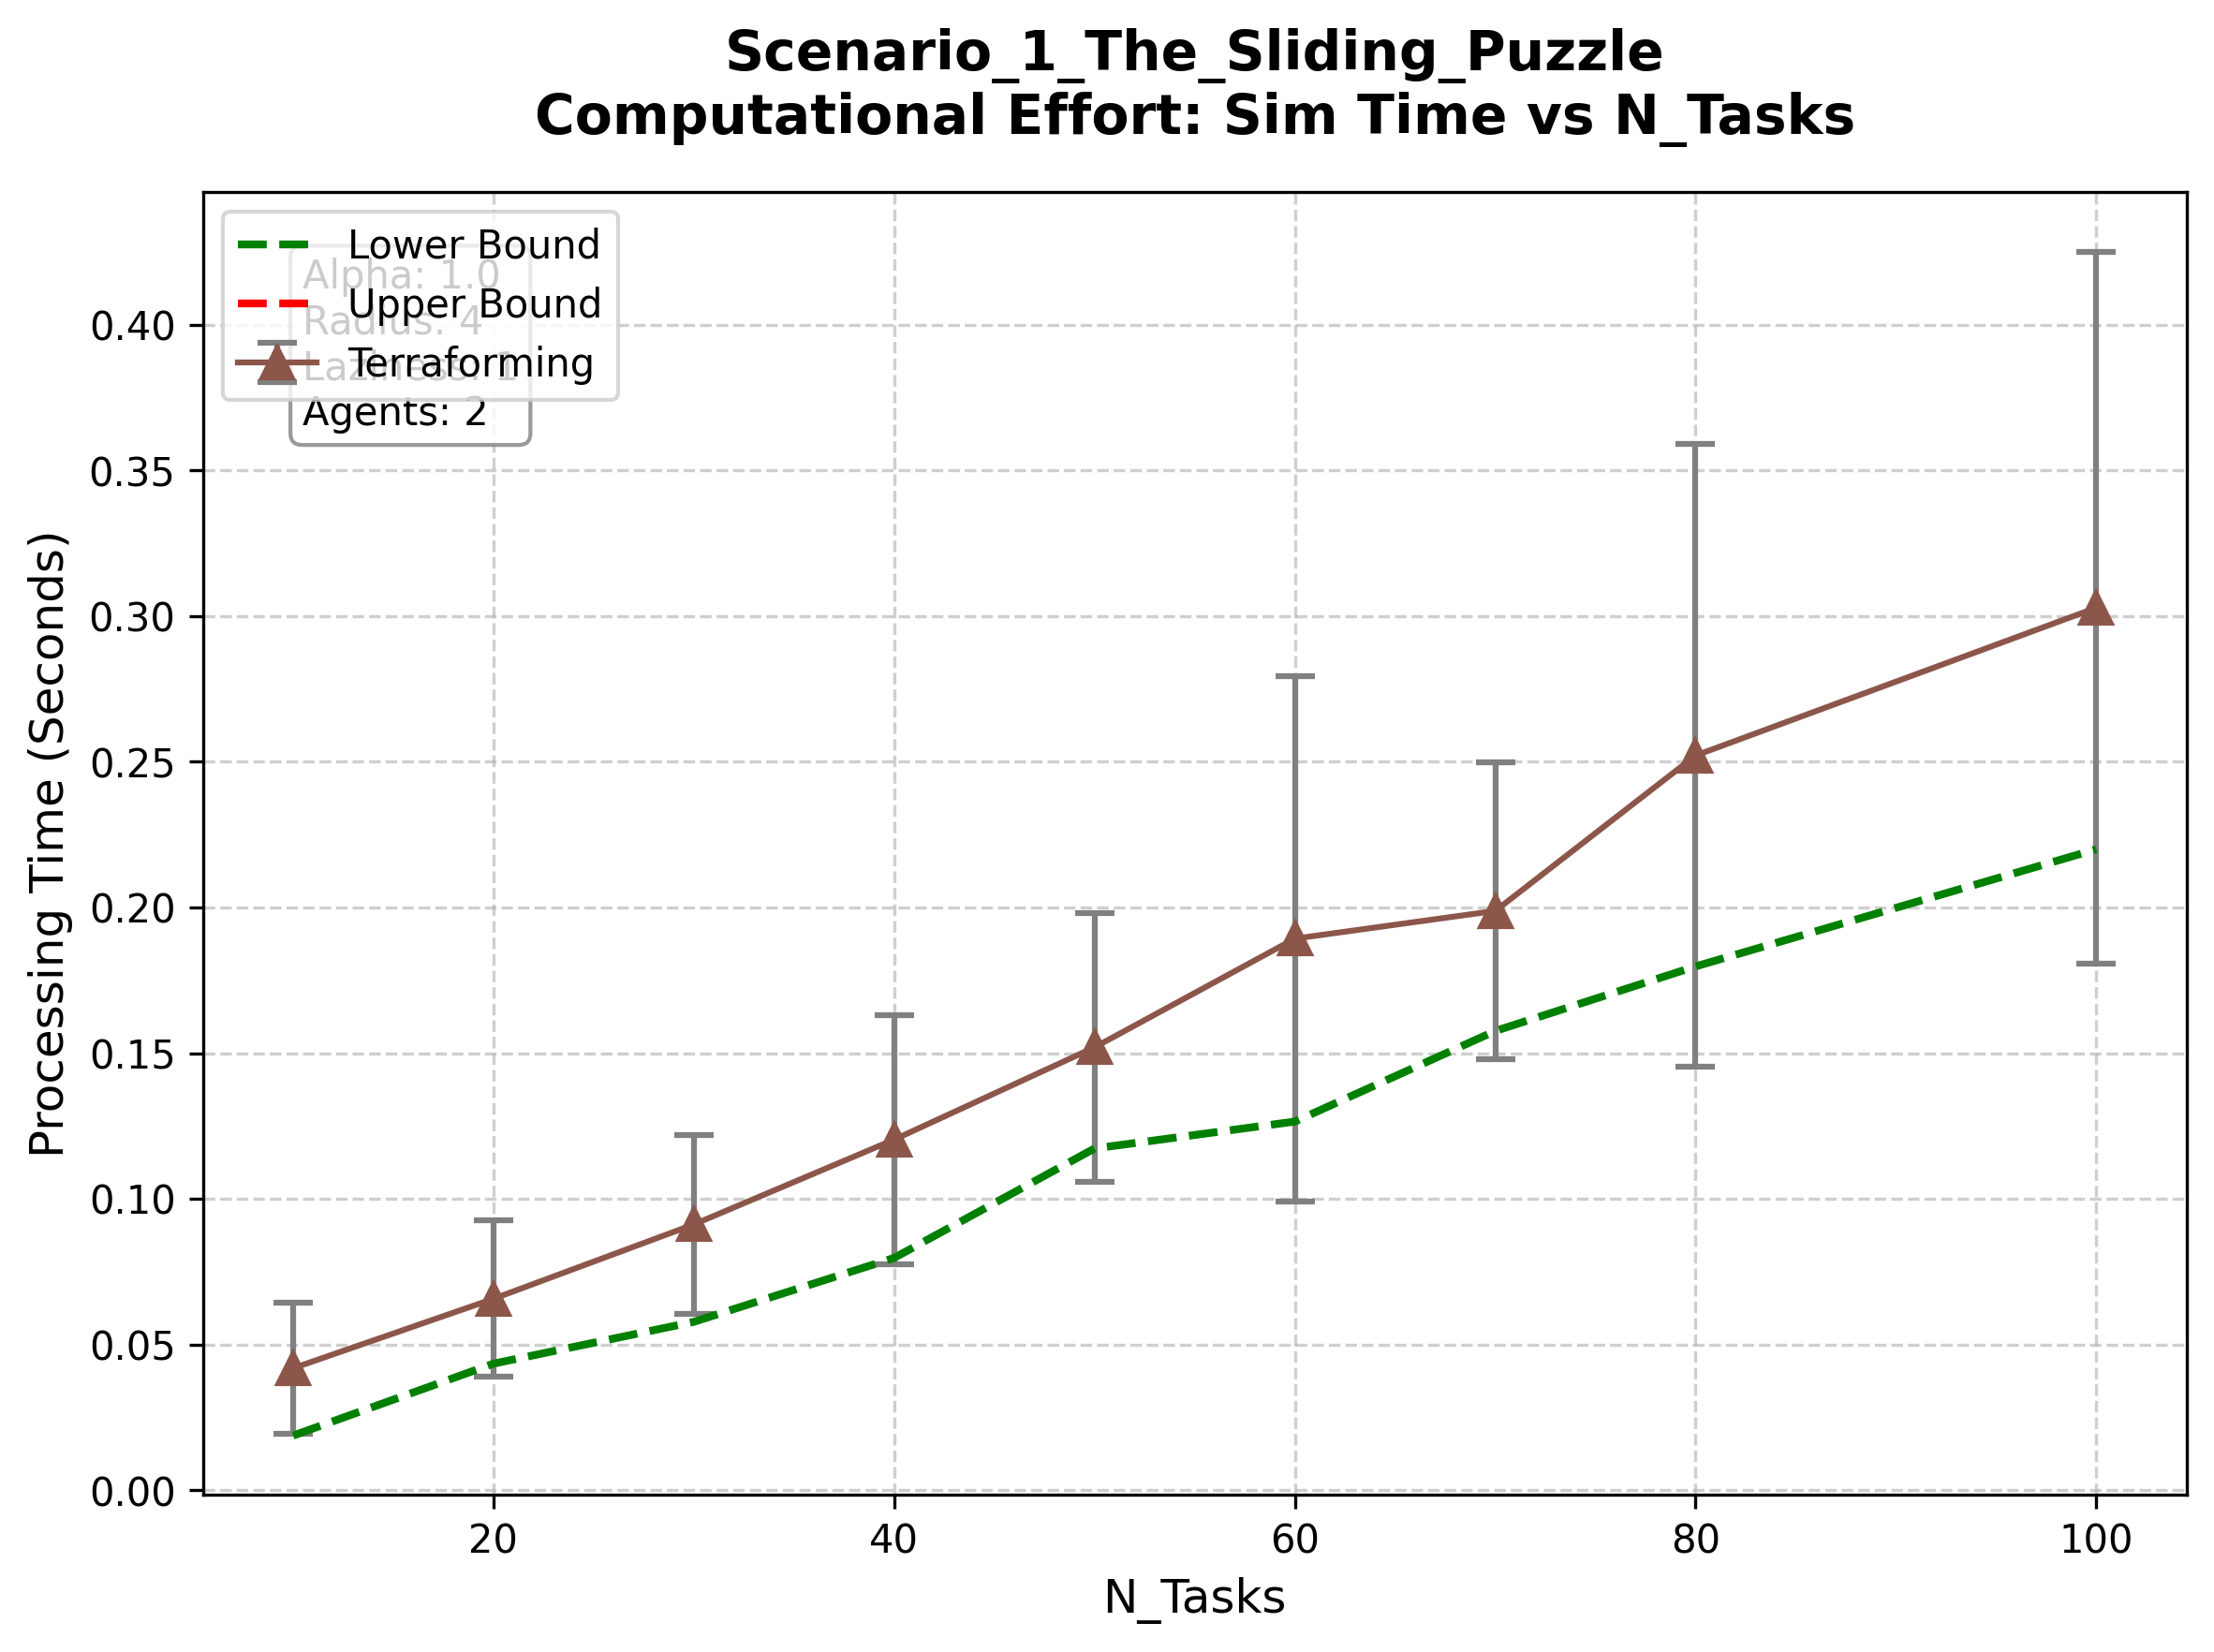 Scenario_1_The_Sliding_Puzzle
Computational Effort: Sim Time vs N_Tasks
Lower Bound
Upper Bound
Terraforming
Alpha: 1.0
Radius: 4
Laziness: 1
Agents: 2
Processing Time (Seconds)
0.40
0.35
0.30
0.25
0.20
0.15
0.10
0.05
0.00
20
40
60
80
100
N_Tasks